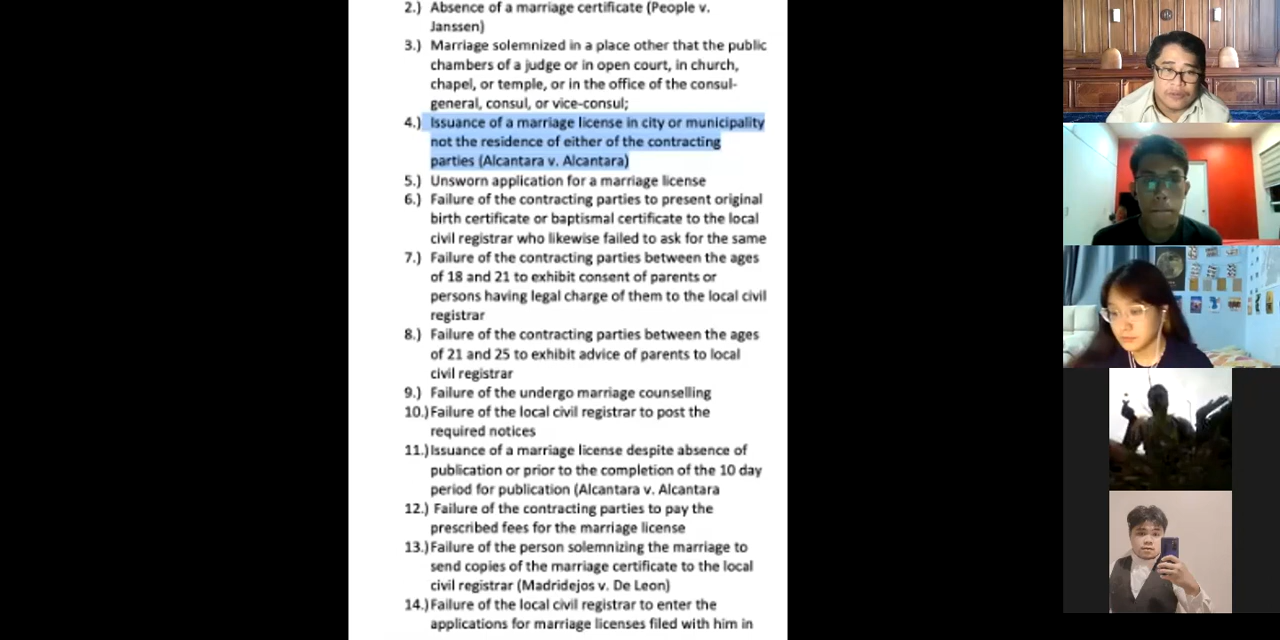 2.) Absence of a marriage certificate (People v.
Janssen)
3.) Marriage solemnized in a place other that the public
chambers of a judge or in open court, in church,
chapel, or temple, or in the office of the consul-
general, consul, or vice-consul;
4.) Issuance of a marriage license in city or municipality
not the residence of either of the contracting
parties (Alcantara v. Alcantara)
5.) Unsworn application for a marriage license
6.) Failure of the contracting parties to present original
birth certificate or baptismal certificate to the local
civil registrar who likewise failed to ask for the same
7.) Failure of the contracting parties between the ages
of 18 and 21 to exhibit consent of parents or
persons having legal charge of them to the local civil
registrar
8.) Failure of the contracting parties between the ages
of 21 and 25 to exhibit advice of parents to local
civil registrar
9.) Failure of the undergo marriage counselling
10.)Failure of the local civil registrar to post the
required notices
11.)Issuance of a marriage license despite absence of
publication or prior to the completion of the 10 day
period for publication (Alcantara v. Alcantara
12.) Failure of the contracting parties to pay the
prescribed fees for the marriage license
13.)Failure of the person solemnizing the marriage to
send copies of the marriage certificate to the local
civil registrar (Madridejos v. De Leon)
14.)Failure of the local civil registrar to enter the
applications for marriage licenses filed with him in